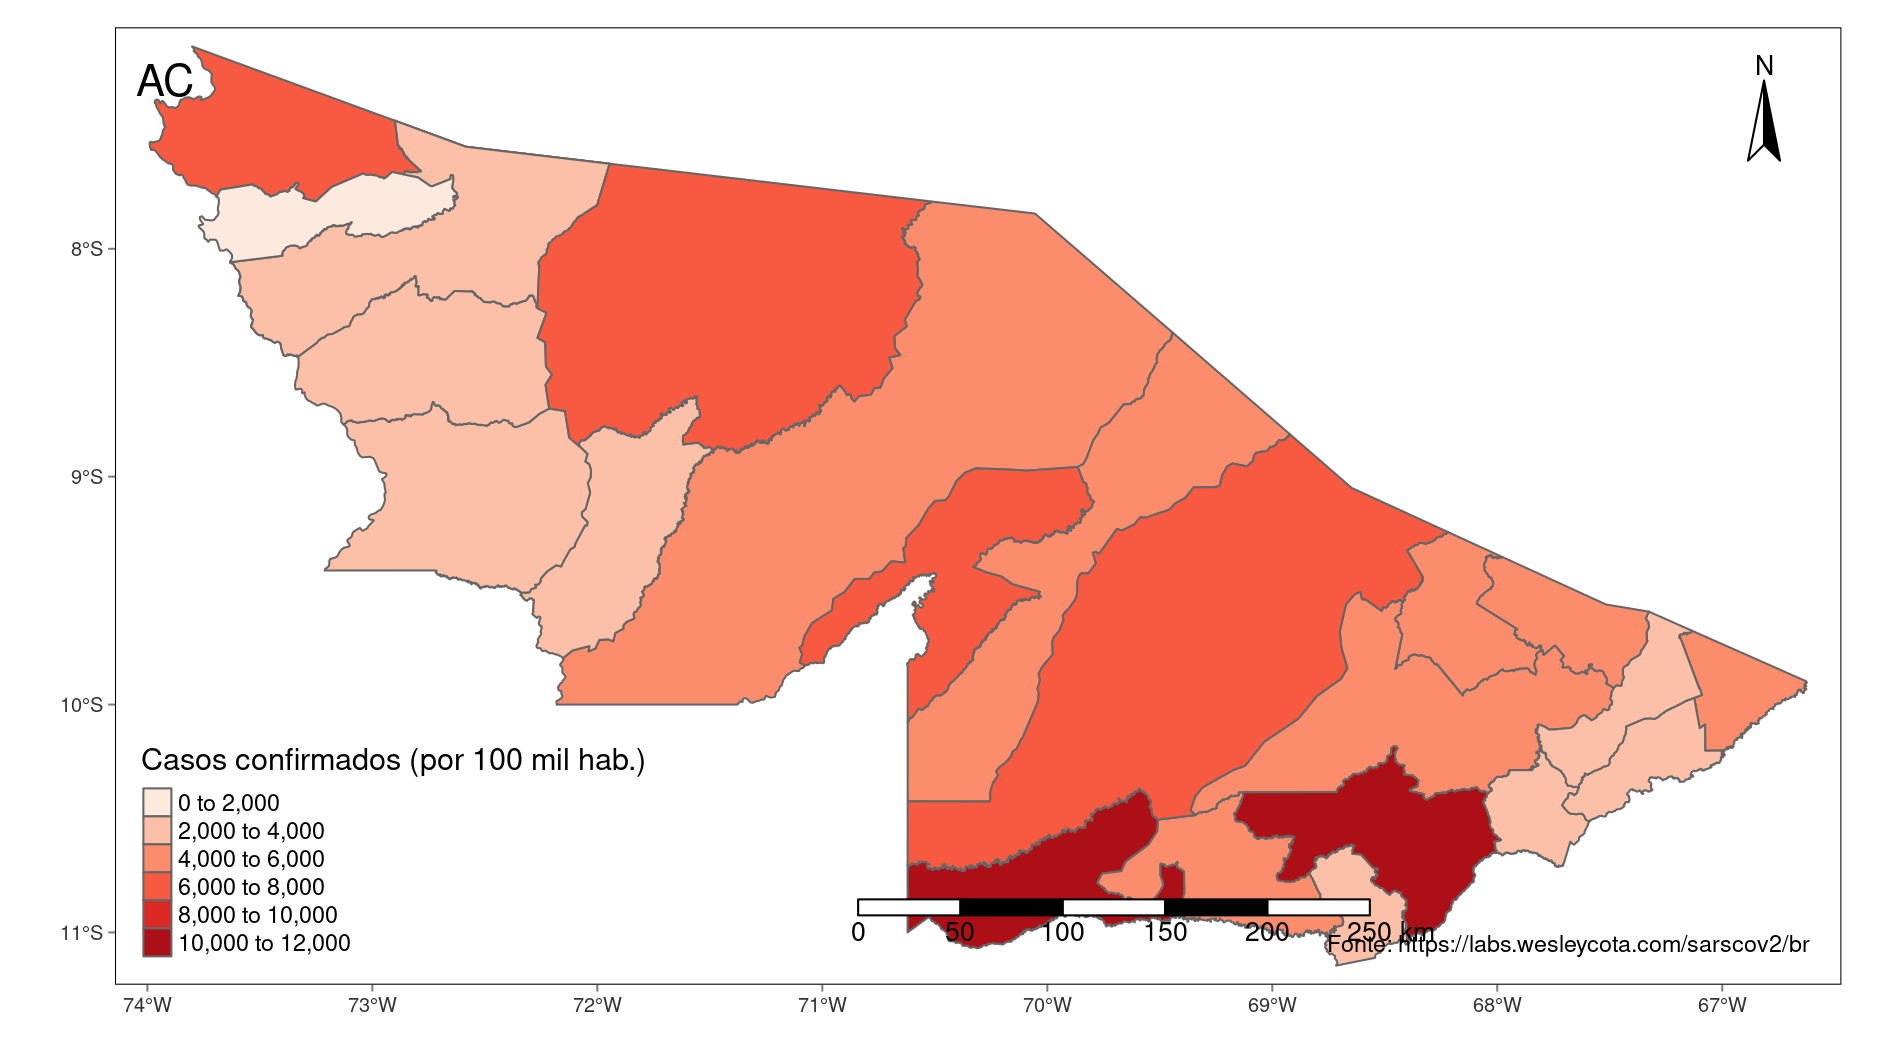 AC
N
8°S
9°S
10°S
11°S
Casos confirmados (por 100 mil hab.)
0 to 2,000
2,000 to 4,000
4,000 to 6,000
6,000 to 8,000
8,000 to 10,000
10,000 to 12,000
0 50 100 150 200 250 km
Fonte: https://labs.wesleycota.com/sarscov2/br
74°W 73°W 72°W 71°W 70°W 69°W 68°W 67°W